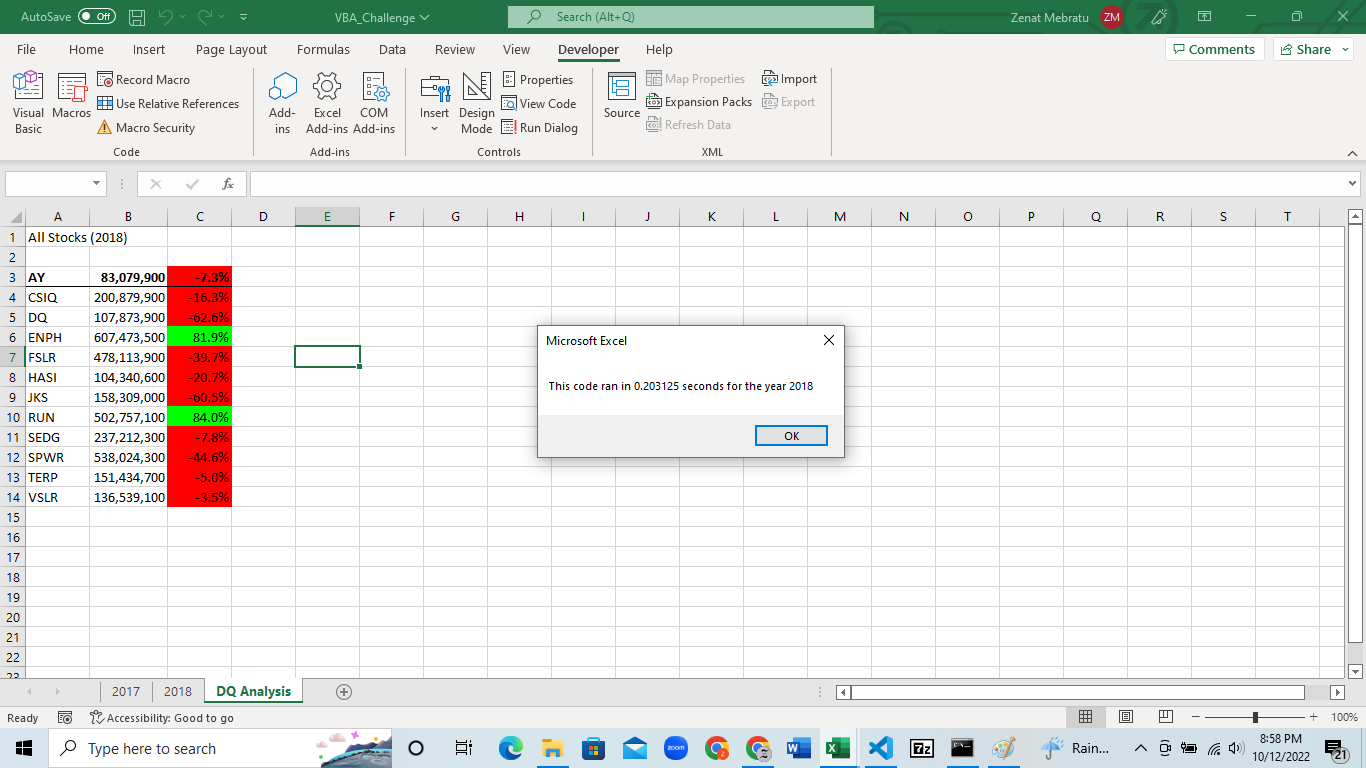 AutoSave Off VBA_Challenge Search (Alt+Q) Zenat Mebratu ZM
File Home Insert Page Layout Formulas Data Review View Developer Help Comments Share
Visual Basic
Macros
Record Macro
Use Relative References
Macro Security
Code
Add-ins
Excel Add-ins
COM Add-ins
Add-ins
Insert
Design Mode
Properties
View Code
Run Dialog
Controls
Source
Map Properties
Expansion Packs
Refresh Data
Import
Export
XML
fx
A B C D E F G H I J K L M N O P Q R S T
1 All Stocks (2018)
2
3 AY 83,079,900 -7.3%
4 CSIQ 200,879,900 -16.3%
5 DQ 107,873,900 -62.6%
6 ENPH 607,473,500 81.9%
7 FSLR 478,113,900 -39.7%
8 HASI 104,340,600 -20.7%
9 JKS 158,309,000 -60.5%
10 RUN 502,757,100 84.0%
11 SEDG 237,212,300 -7.8%
12 SPWR 538,024,300 -44.6%
13 TERP 151,434,700 -5.0%
14 VSLR 136,539,100 -3.5%
15
16
17
18
19
20
21
22
23
Microsoft Excel
This code ran in 0.203125 seconds for the year 2018
OK
2017 2018 DQ Analysis
Ready Accessibility: Good to go 100%
Type here to search zoom 7z Rain... 8:58 PM
10/12/2022 21